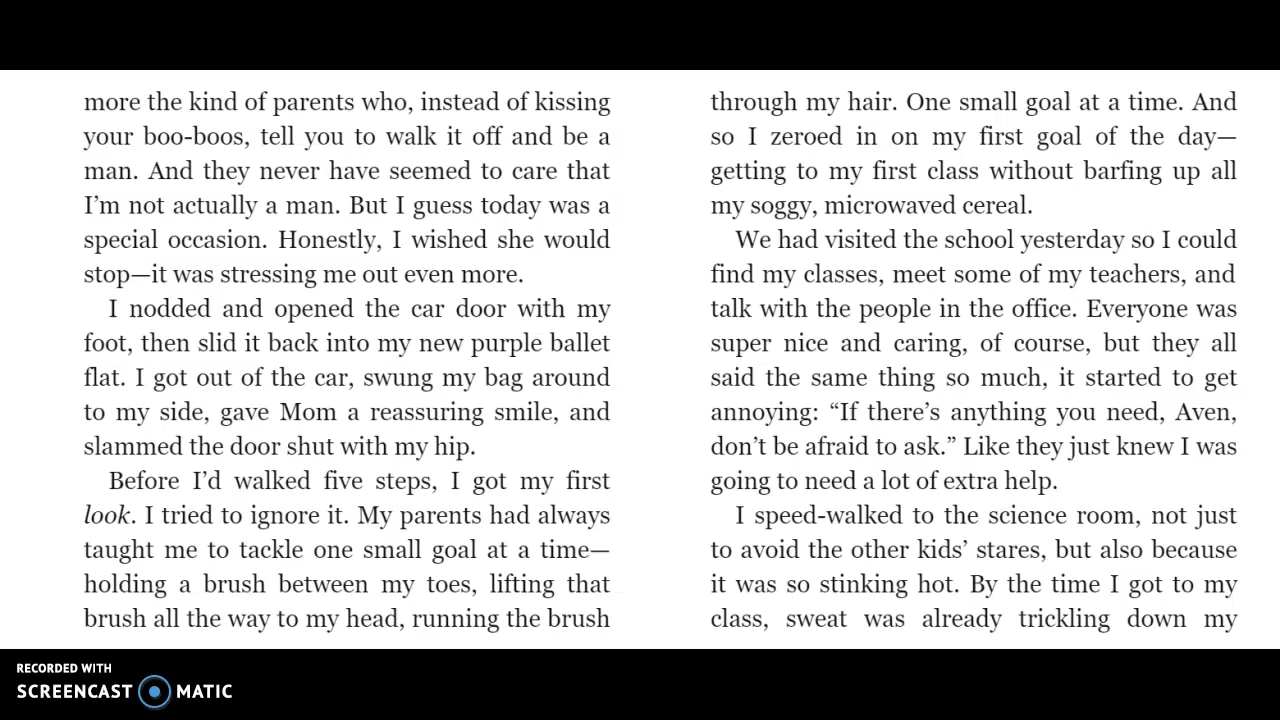 more the kind of parents who, instead of kissing
your boo-boos, tell you to walk it off and be a
man. And they never have seemed to care that
I’m not actually a man. But I guess today was a
special occasion. Honestly, I wished she would
stop—it was stressing me out even more.
I nodded and opened the car door with my
foot, then slid it back into my new purple ballet
flat. I got out of the car, swung my bag around
to my side, gave Mom a reassuring smile, and
slammed the door shut with my hip.
Before I’d walked five steps, I got my first
look. I tried to ignore it. My parents had always
taught me to tackle one small goal at a time—
holding a brush between my toes, lifting that
brush all the way to my head, running the brush
through my hair. One small goal at a time. And
so I zeroed in on my first goal of the day—
getting to my first class without barfing up all
my soggy, microwaved cereal.
We had visited the school yesterday so I could
find my classes, meet some of my teachers, and
talk with the people in the office. Everyone was
super nice and caring, of course, but they all
said the same thing so much, it started to get
annoying: “If there’s anything you need, Aven,
don’t be afraid to ask.” Like they just knew I was
going to need a lot of extra help.
I speed-walked to the science room, not just
to avoid the other kids’ stares, but also because
it was so stinking hot. By the time I got to my
class, sweat was already trickling down my
RECORDED WITH
SCREENCAST MATIC